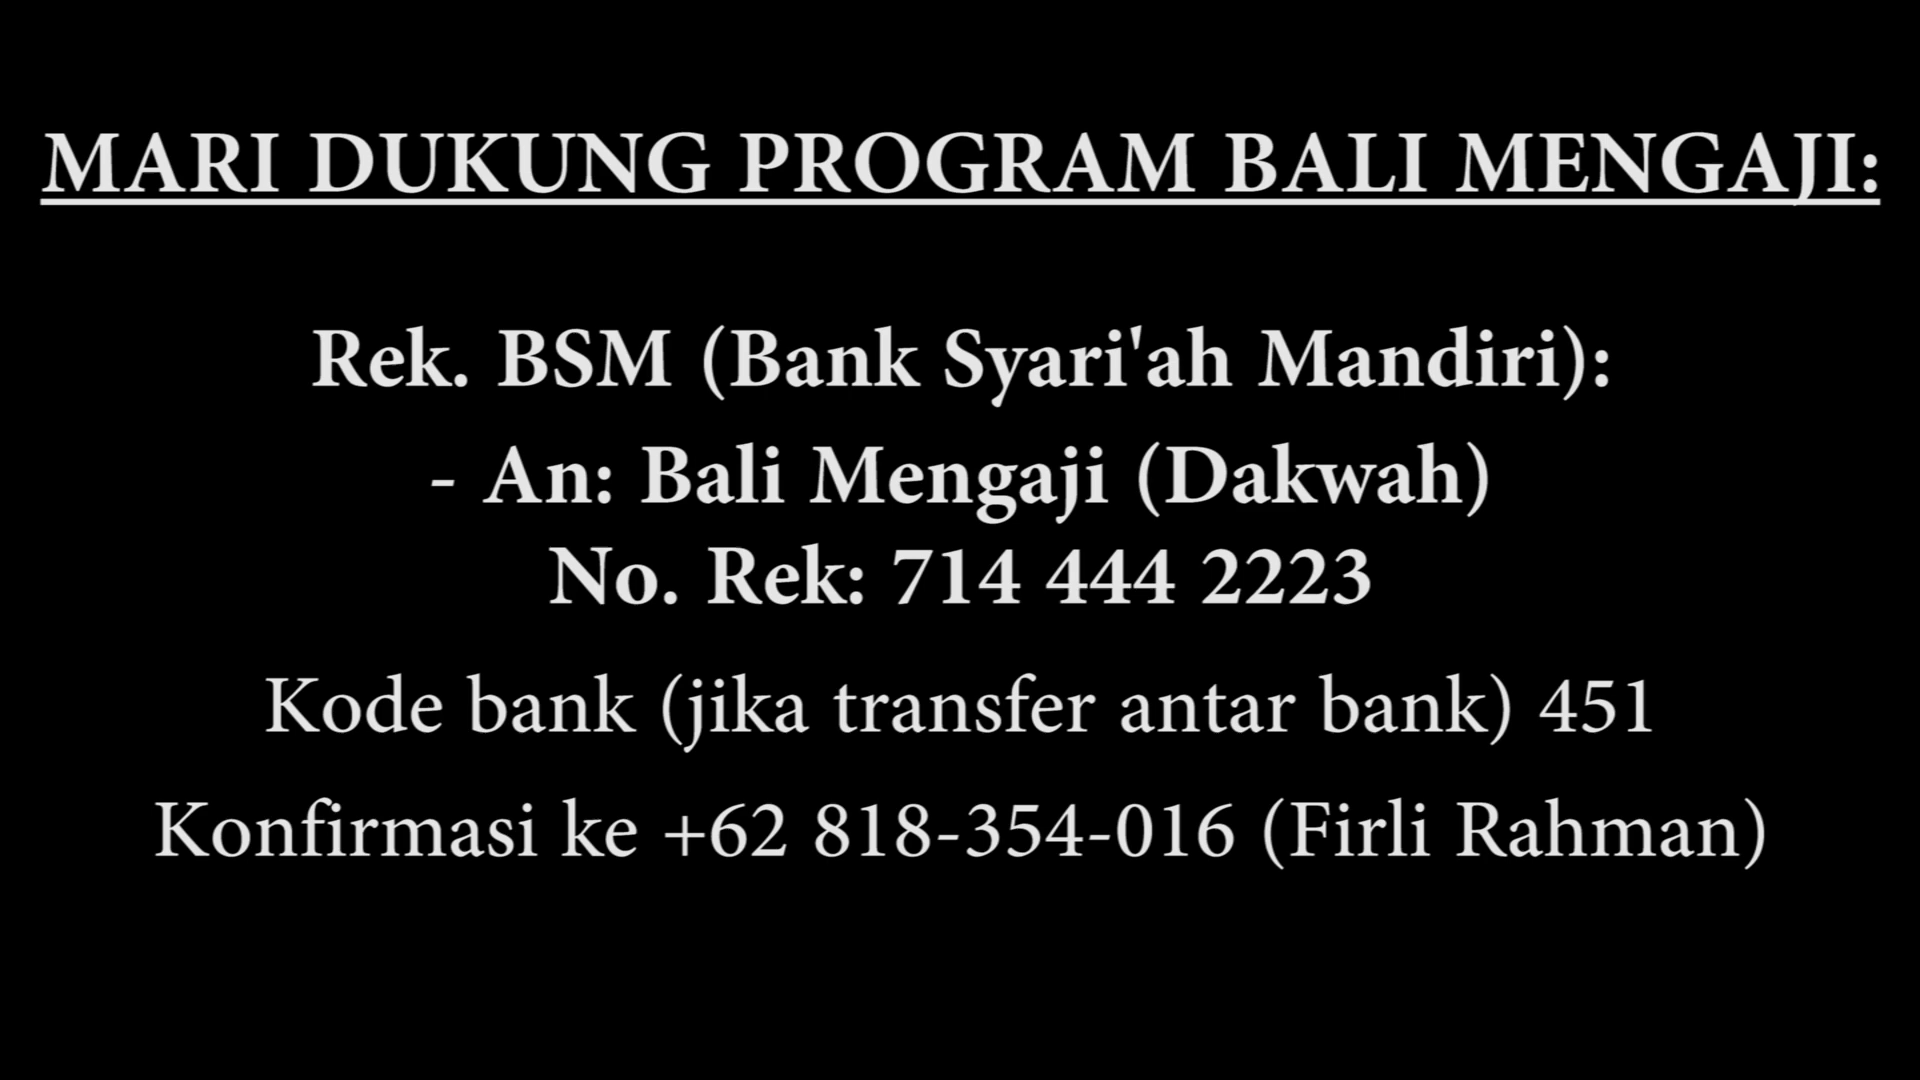 MARI DUKUNG PROGRAM BALI MENGAJI:
Rek. BSM (Bank Syari'ah Mandiri):
- An: Bali Mengaji (Dakwah)
No. Rek: 714 444 2223
Kode bank (jika transfer antar bank) 451
Konfirmasi ke +62 818-354-016 (Firli Rahman)